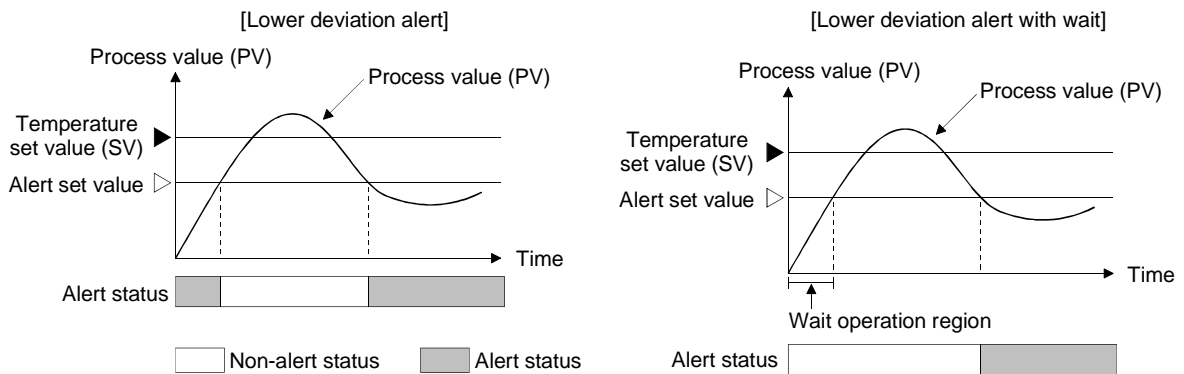 [Lower deviation alert]
Process value (PV)
Process value (PV)
Temperature
set value (SV)
Alert set value
Time
Alert status
Non-alert status
Alert status
[Lower deviation alert with wait]
Process value (PV)
Process value (PV)
Temperature
set value (SV)
Alert set value
Time
Wait operation region
Alert status